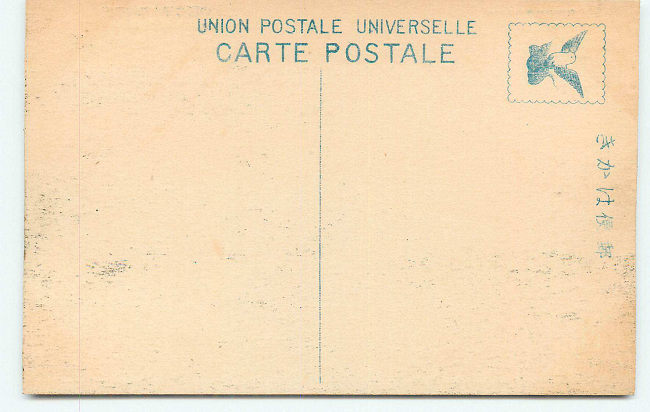 UNION POSTALE UNIVERSELLE
CARTE POSTALE
きかは便郵